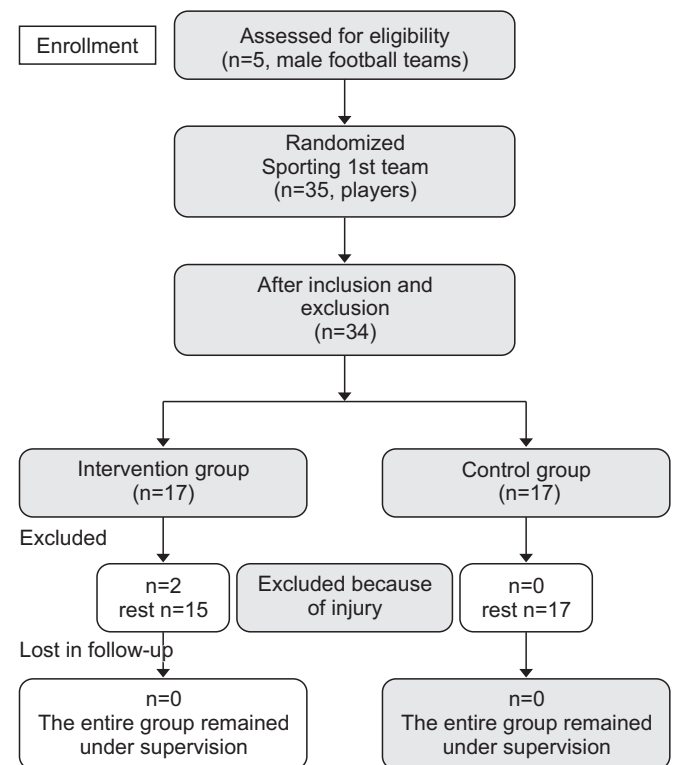 Enrollment
Assessed for eligibility
(n=5, male football teams)
Randomized
Sporting 1st team
(n=35, players)
After inclusion and
exclusion
(n=34)
Intervention group
(n=17)
Control group
(n=17)
Excluded
n=2
rest n=15
Excluded because
of injury
n=0
rest n=17
Lost in follow-up
n=0
The entire group remained
under supervision
n=0
The entire group remained
under supervision